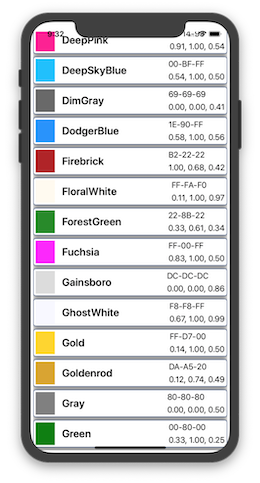 9:32
DeepPink
0.91, 1.00, 0.54
DeepSkyBlue
00-BF-FF
0.54, 1.00, 0.50
DimGray
69-69-69
0.00, 0.00, 0.41
DodgerBlue
1E-90-FF
0.58, 1.00, 0.56
Firebrick
B2-22-22
1.00, 0.68, 0.42
FloralWhite
FF-FA-F0
0.11, 1.00, 0.97
ForestGreen
22-8B-22
0.33, 0.61, 0.34
Fuchsia
FF-00-FF
0.83, 1.00, 0.50
Gainsboro
DC-DC-DC
0.00, 0.00, 0.86
GhostWhite
F8-F8-FF
0.67, 1.00, 0.99
Gold
FF-D7-00
0.14, 1.00, 0.50
Goldenrod
DA-A5-20
0.12, 0.74, 0.49
Gray
80-80-80
0.00, 0.00, 0.50
Green
00-80-00
0.33, 1.00, 0.25